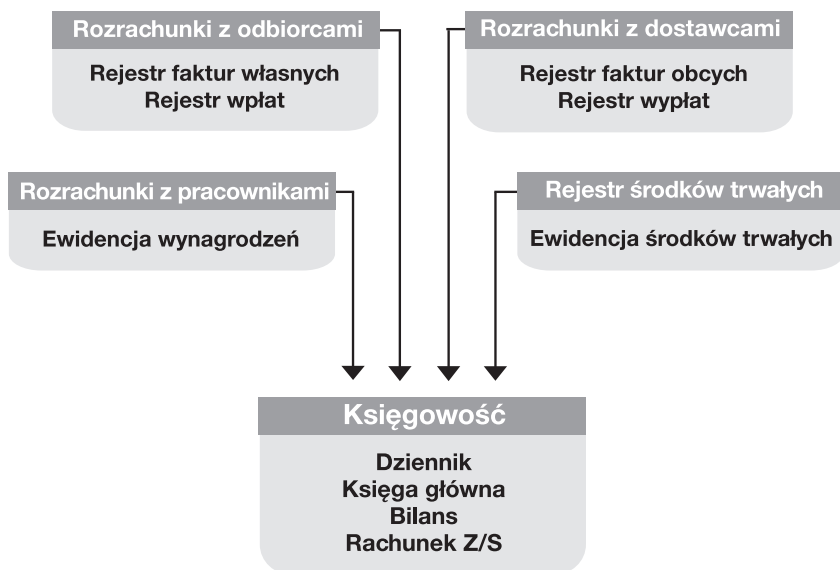 Rozrachunki z odbiorcami
Rejestr faktur własnych
Rejestr wpłat
Rozrachunki z dostawcami
Rejestr faktur obcych
Rejestr wypłat
Rozrachunki z pracownikami
Ewidencja wynagrodzeń
Rejestr środków trwałych
Ewidencja środków trwałych
Księgowość
Dziennik
Księga główna
Bilans
Rachunek Z/S